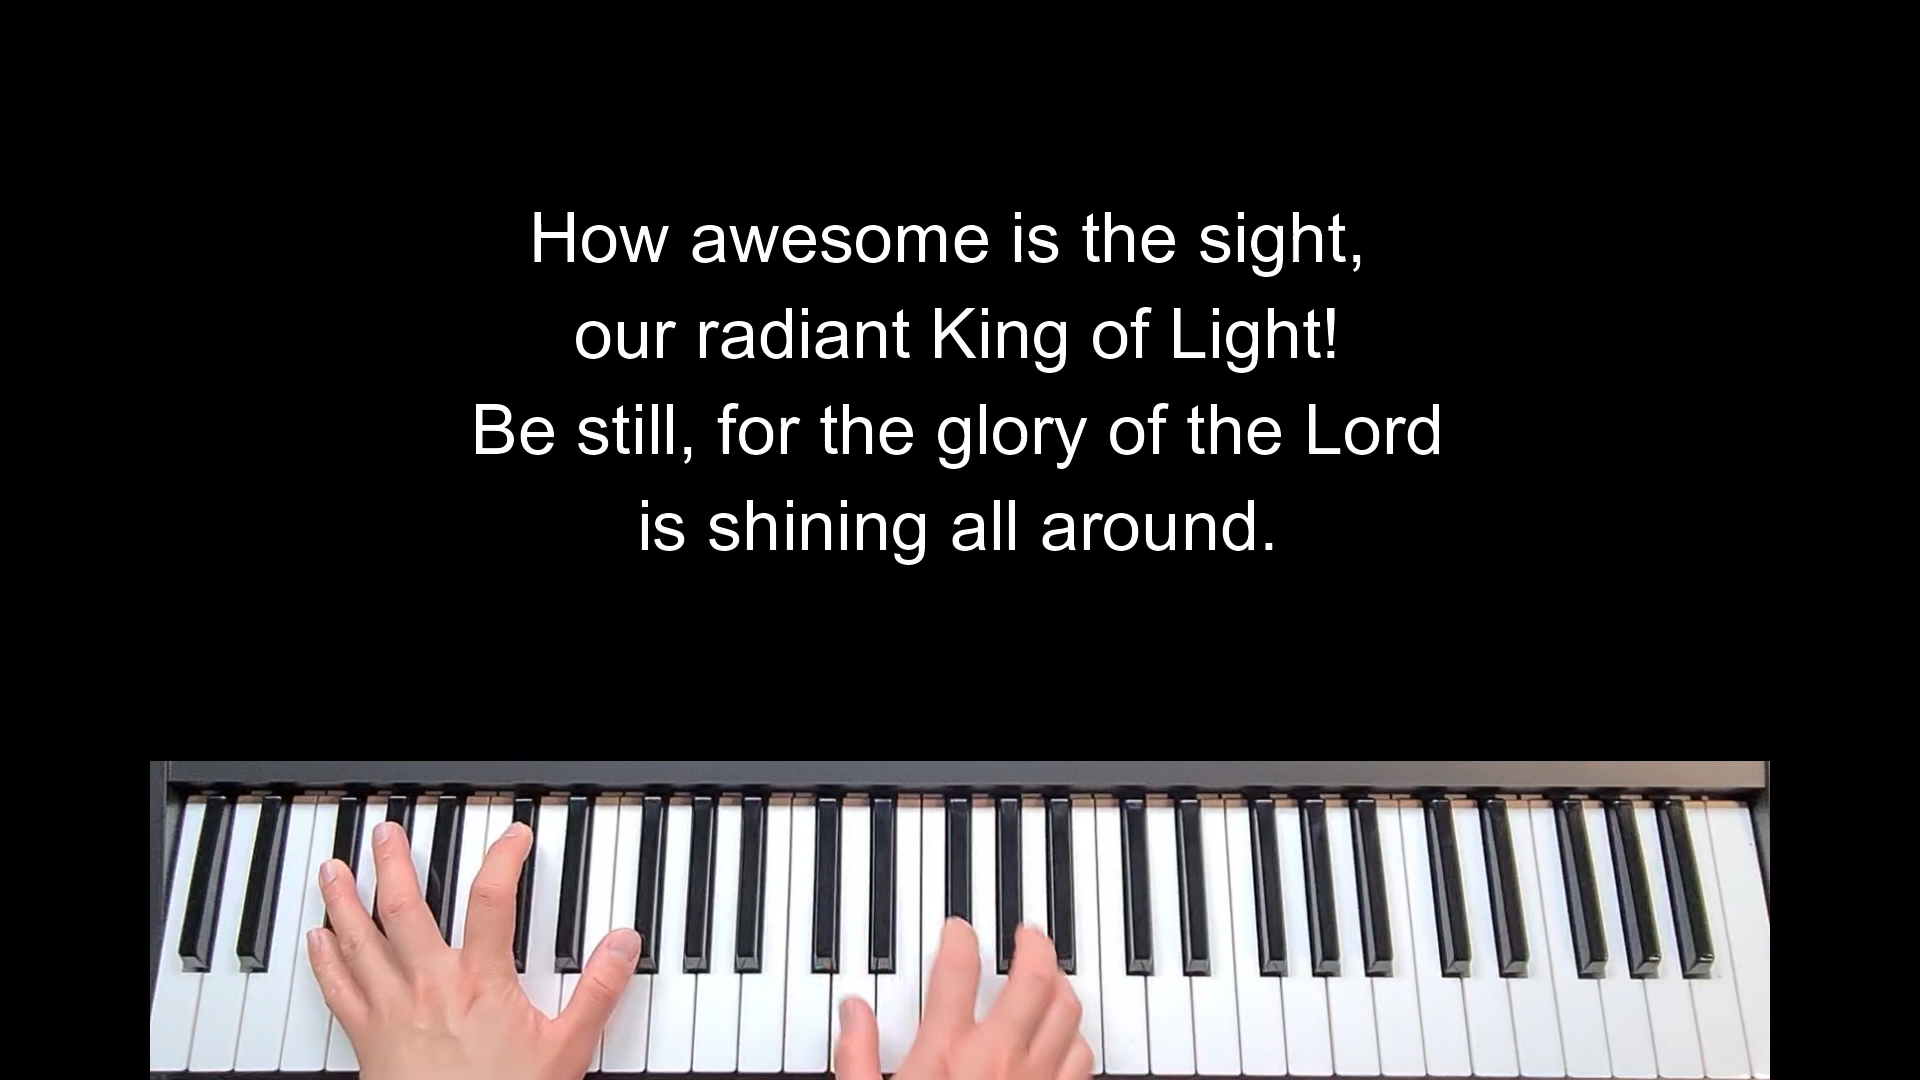 How awesome is the sight,
our radiant King of Light!
Be still, for the glory of the Lord
is shining all around.